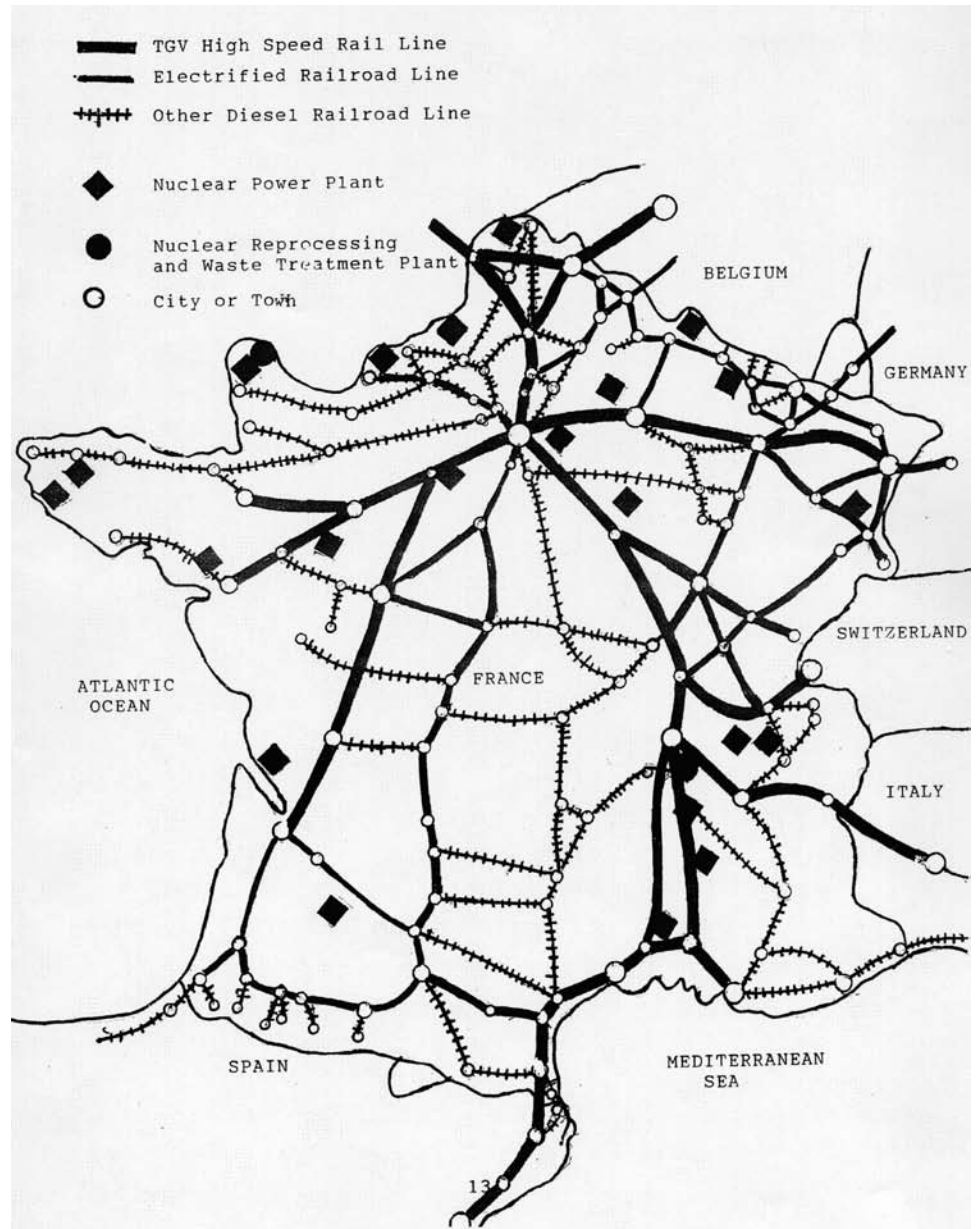 TGV High Speed Rail Line
Electrified Railroad Line
Other Diesel Railroad Line
Nuclear Power Plant
Nuclear Reprocessing
and Waste Treatment Plant
City or Town
BELGIUM
GERMANY
SWITZERLAND
ATLANTIC
OCEAN
FRANCE
ITALY
SPAIN
MEDITERRANEAN
SEA
13